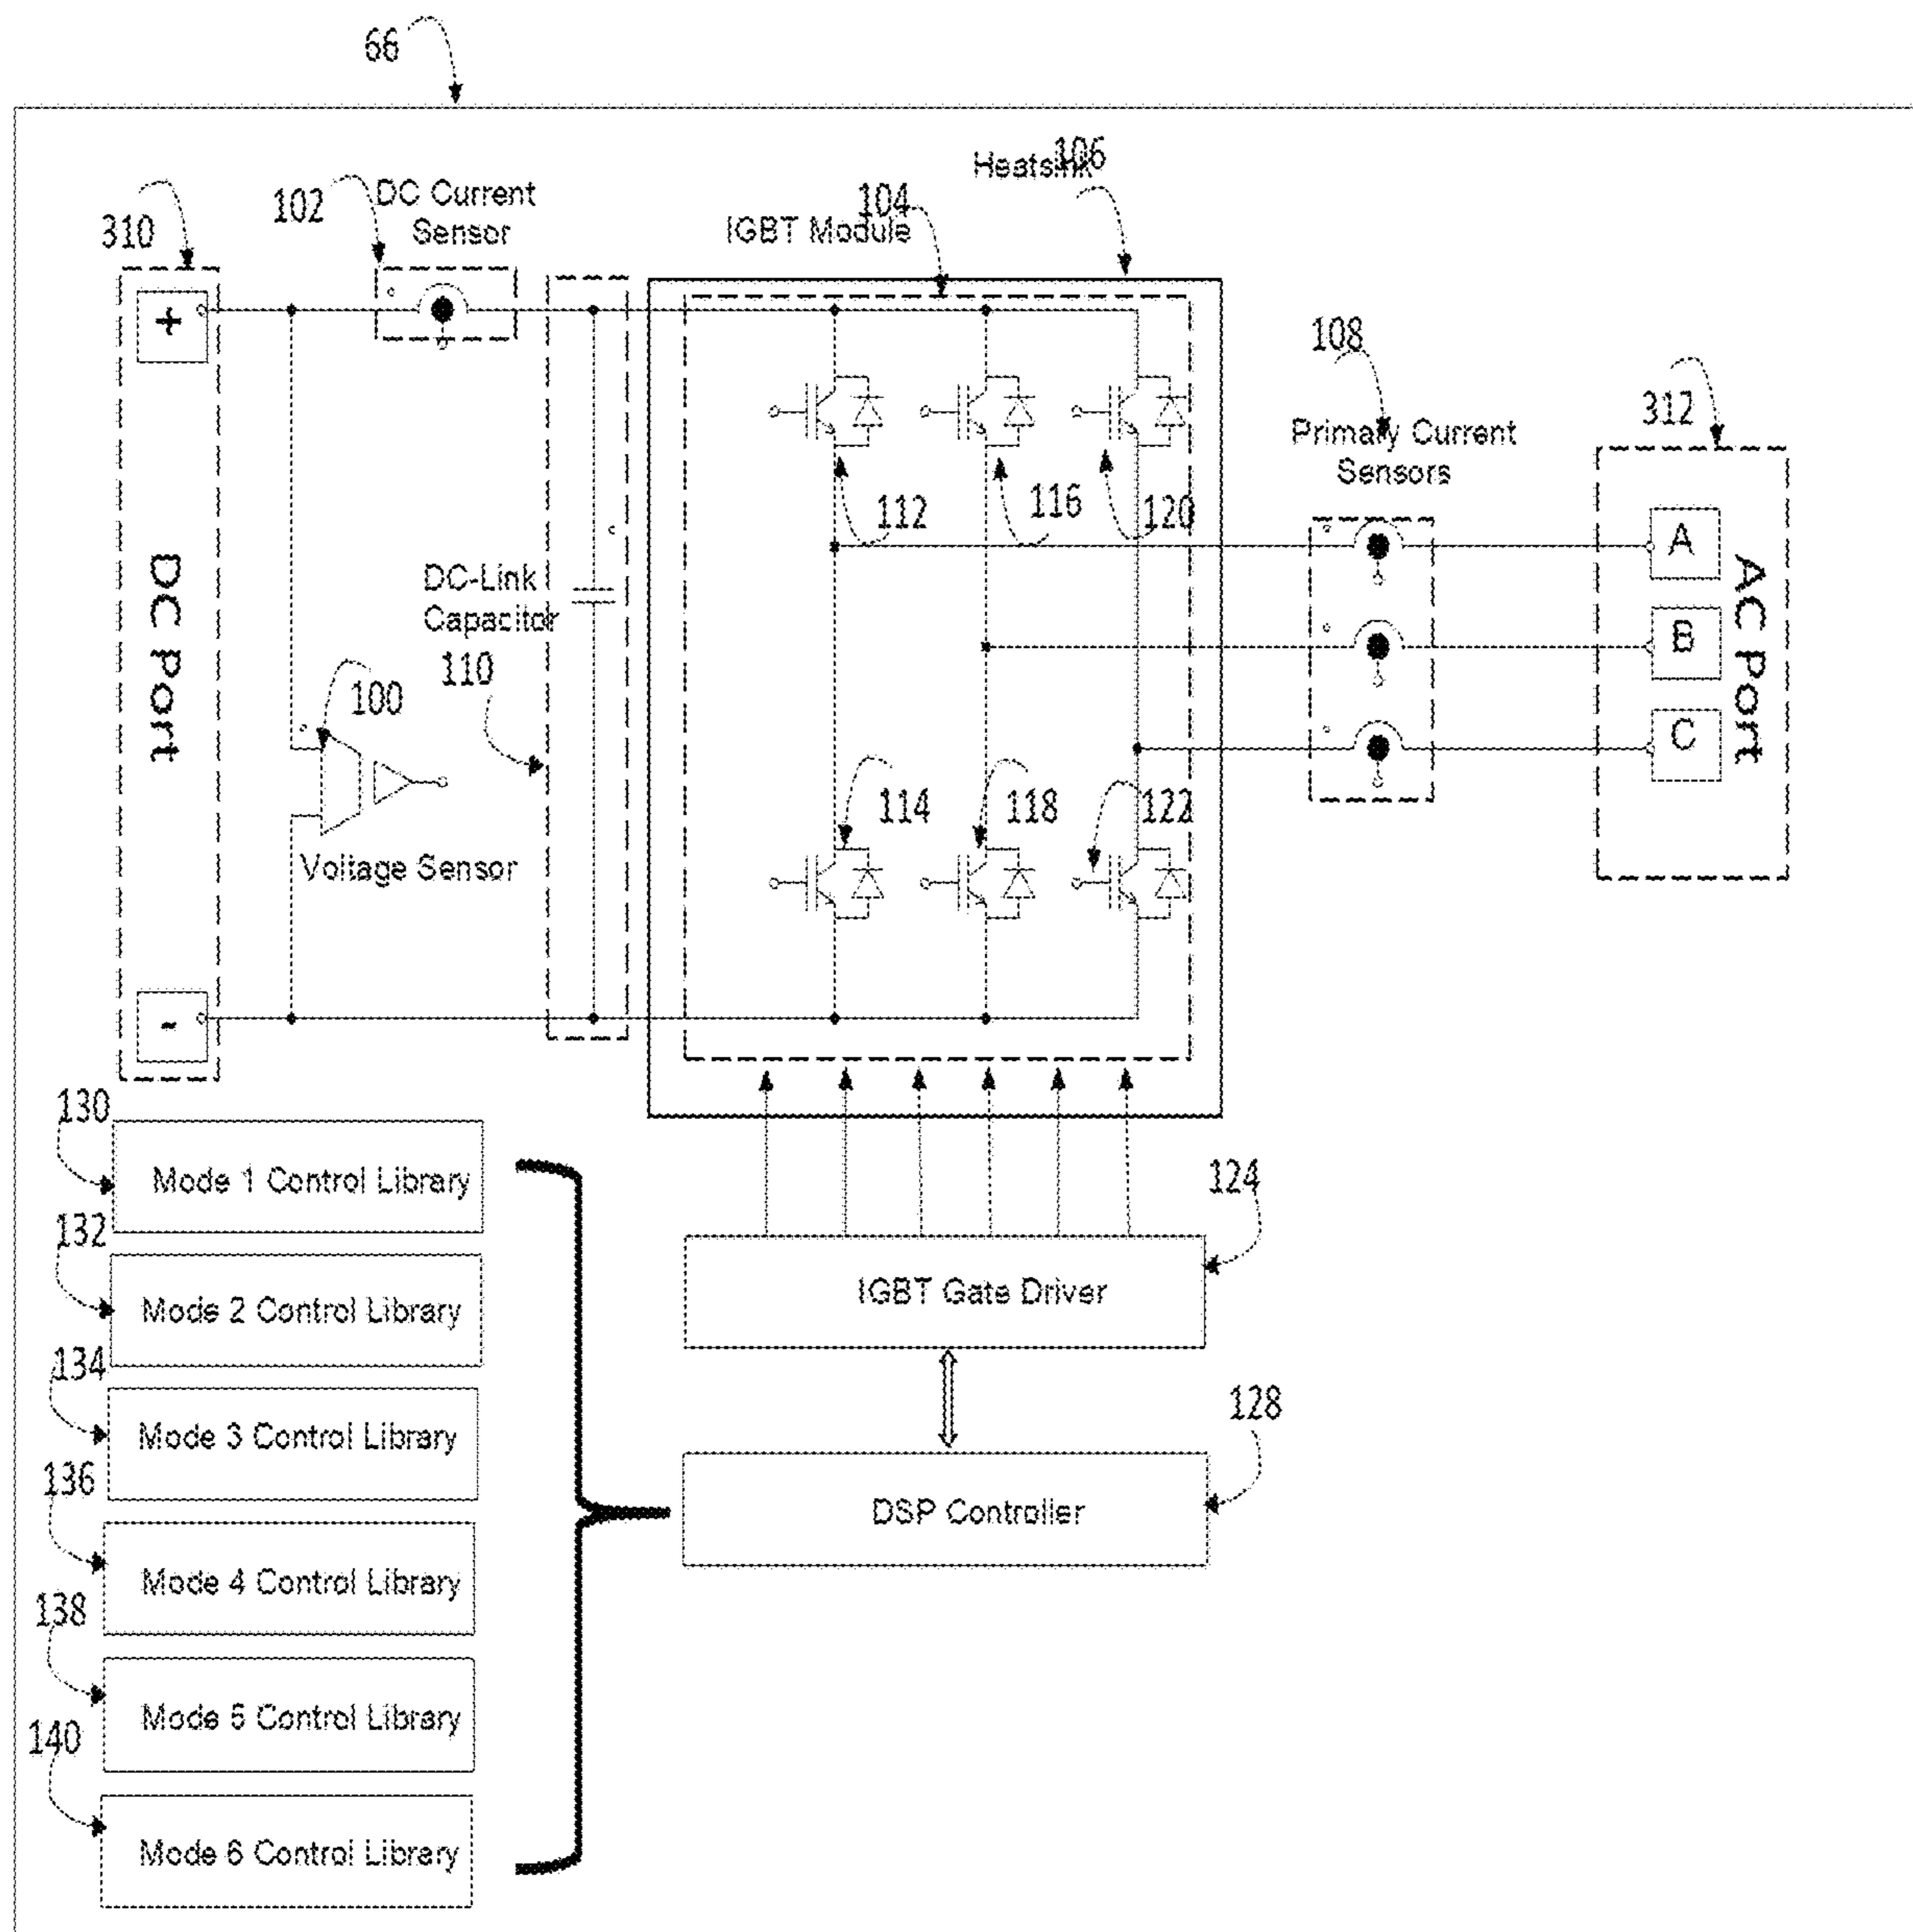 66
310
102
DC Current
Sensor
IGBT Module
104
Heatsink
106
108
Primary Current
Sensors
312
+
-
DC Port
100
Voltage Sensor
DC-Link
Capacitor
110
112
116
120
114
118
122
A
B
C
AC Port
130
Mode 1 Control Library
132
Mode 2 Control Library
134
Mode 3 Control Library
136
Mode 4 Control Library
138
Mode 5 Control Library
140
Mode 6 Control Library
124
IGBT Gate Driver
128
DSP Controller